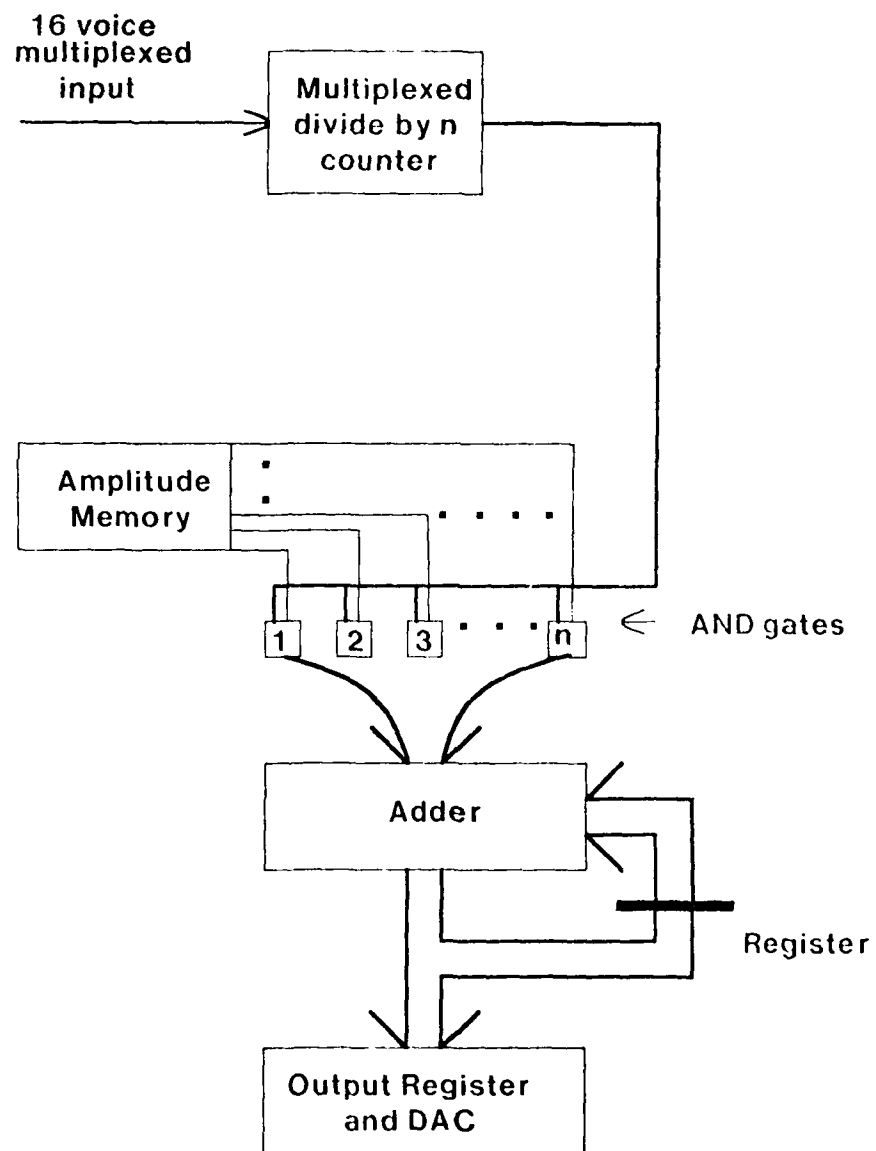 16 voice
multiplexed
input
Multiplexed
divide by n
counter
Amplitude
Memory
1 2 3 n
AND gates
Adder
Register
Output Register
and DAC